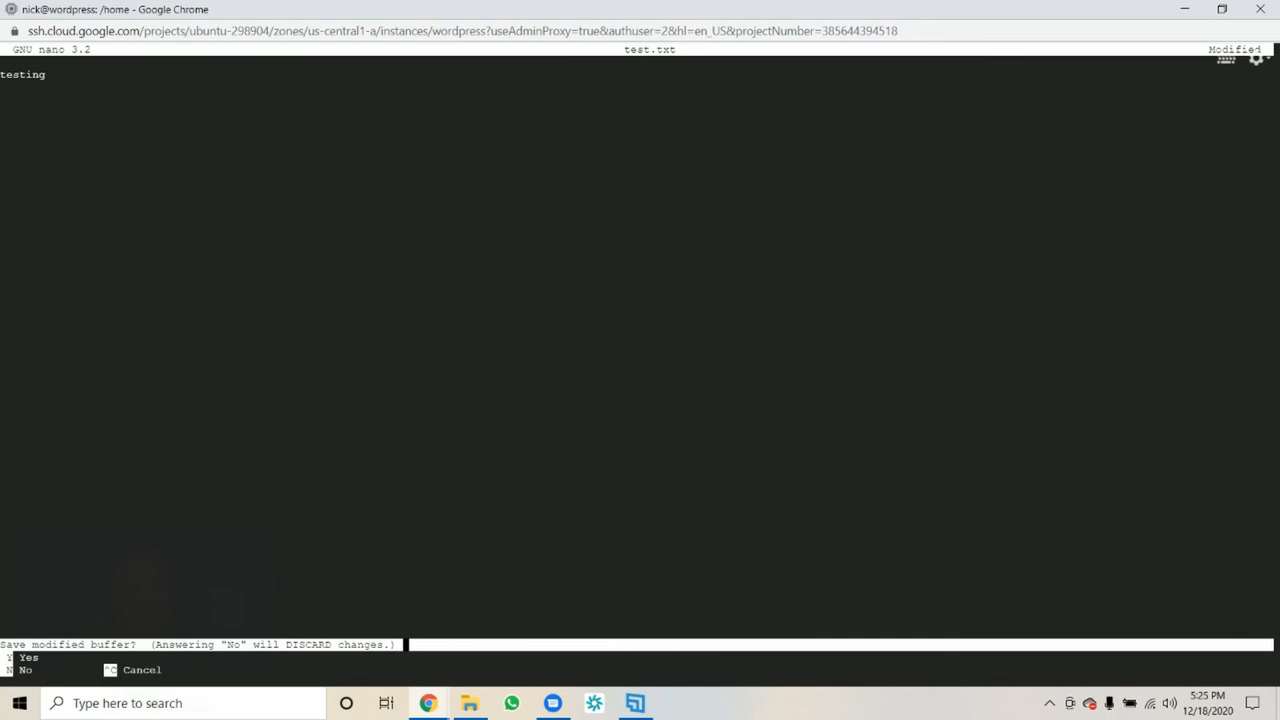 nick@wordpress: /home - Google Chrome
ssh.cloud.google.com/projects/ubuntu-298904/zones/us-central1-a/instances/wordpress?useAdminProxy=true&authuser=2&hl=en_US&projectNumber=385644394518
GNU nano 3.2 test.txt Modified
testing
Save modified buffer? (Answering "No" will DISCARD changes.)
Y Yes
N No ^C Cancel
Type here to search
5:25 PM
12/18/2020